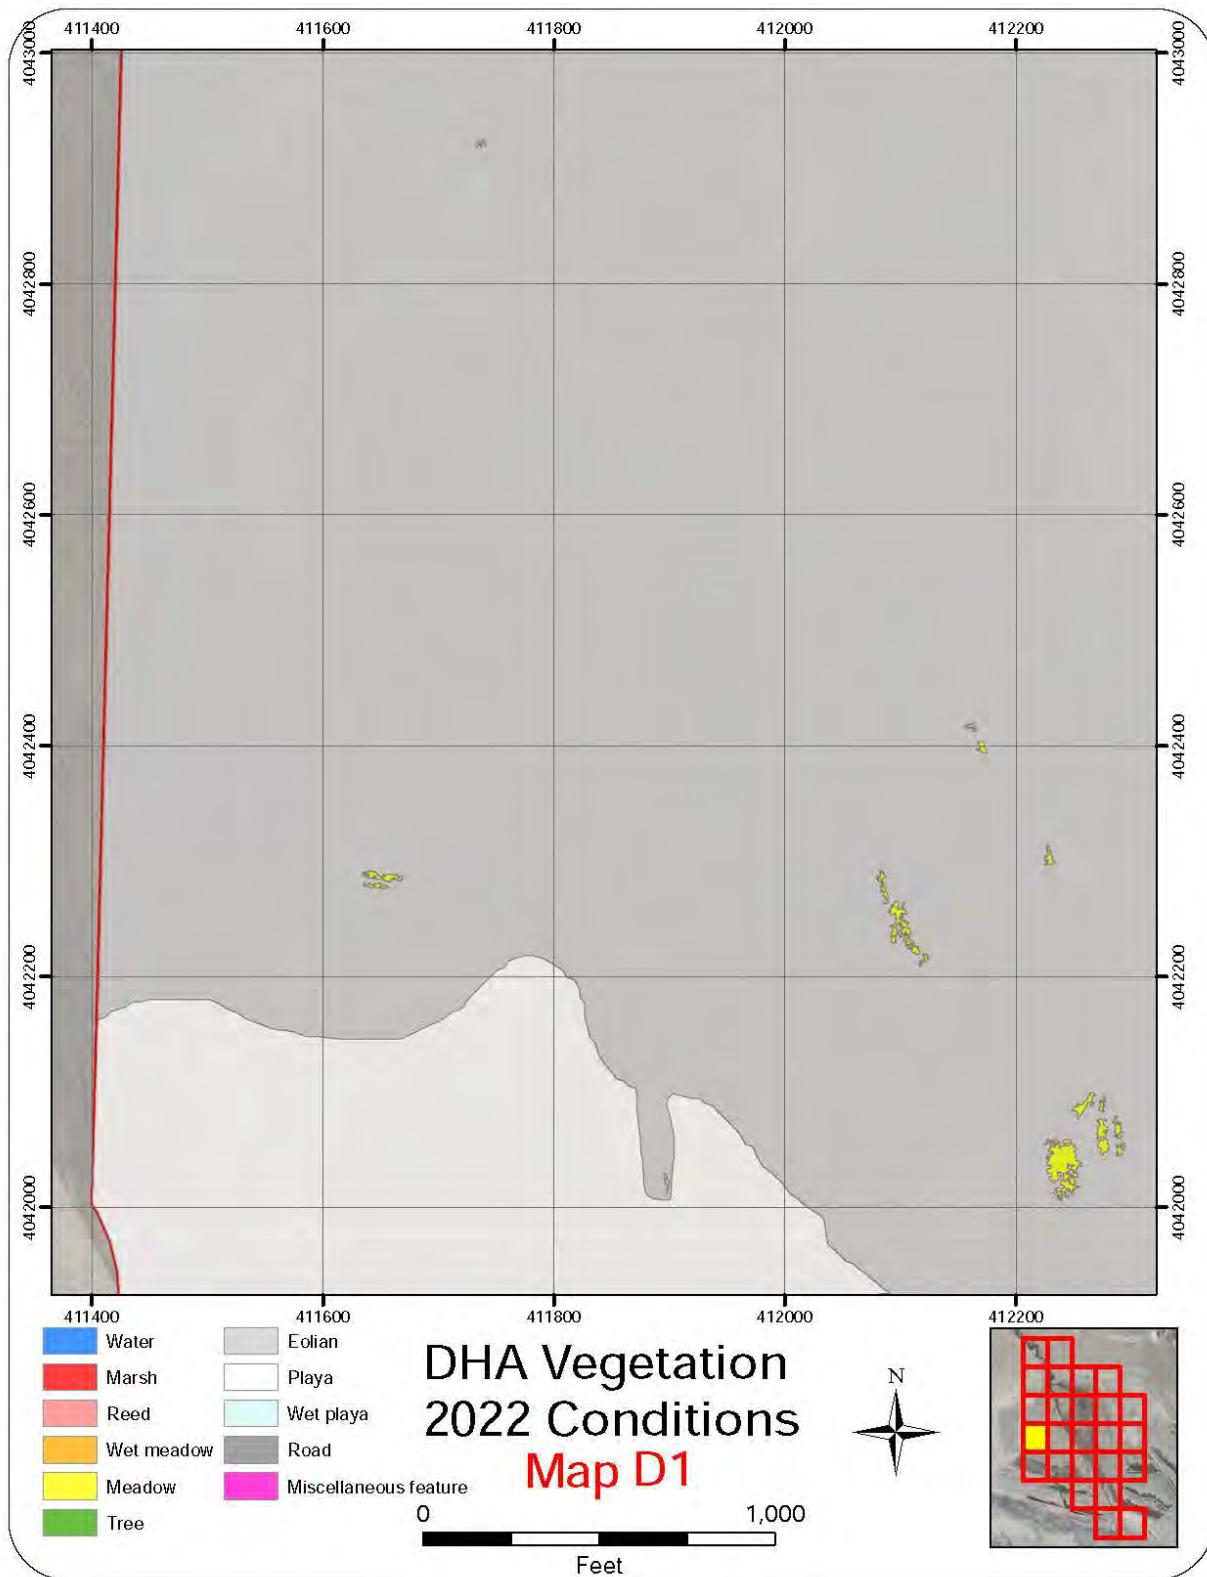 411400 411600 411800 412000 412200
4043000 4043000
4042800 4042800
4042600 4042600
4042400 4042400
4042200 4042200
4042000 4042000
411400 411600 411800 412000 412200
Water
Marsh
Reed
Wet meadow
Meadow
Tree
Eolian
Playa
Wet playa
Road
Miscellaneous feature
DHA Vegetation
2022 Conditions
Map D1
0 1,000
Feet
N